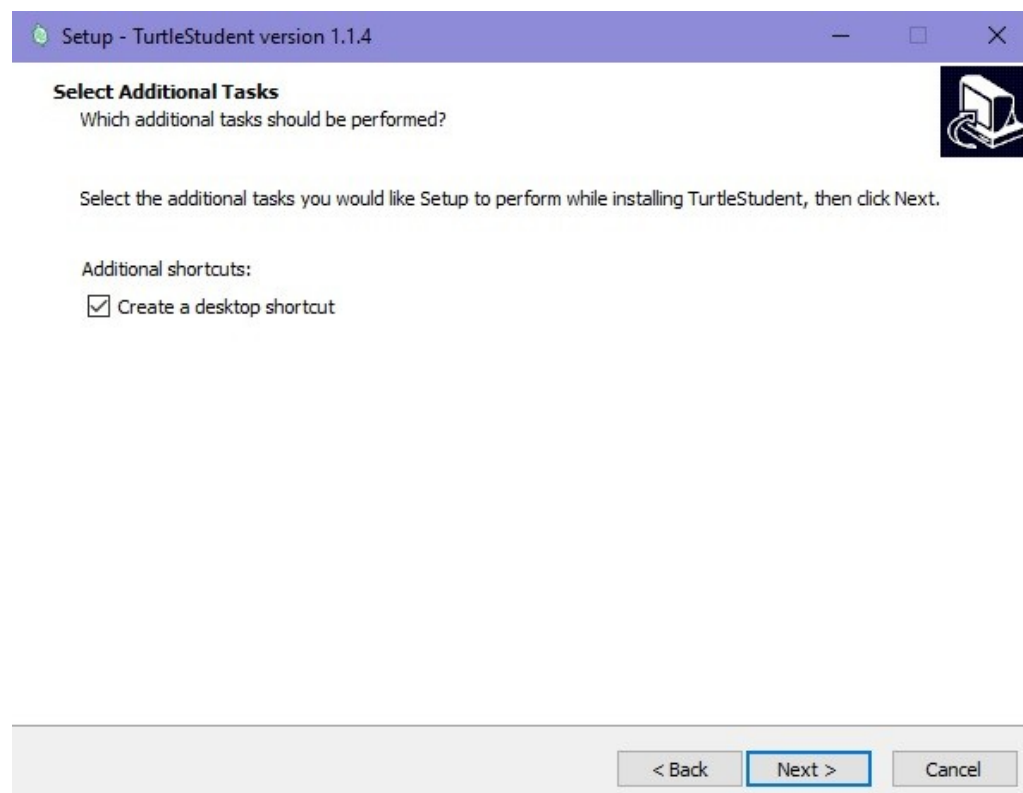 Setup - TurtleStudent version 1.1.4
Select Additional Tasks
Which additional tasks should be performed?
Select the additional tasks you would like Setup to perform while installing TurtleStudent, then click Next.
Additional shortcuts:
Create a desktop shortcut
< Back Next > Cancel